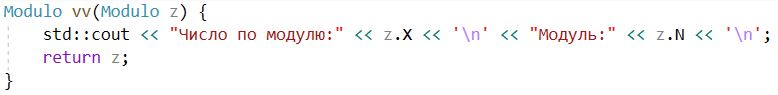 Modulo vv(Modulo z) {
std::cout << "Число по модулю:" << z.X << '\n' << "Модуль:" << z.N << '\n';
return z;
}